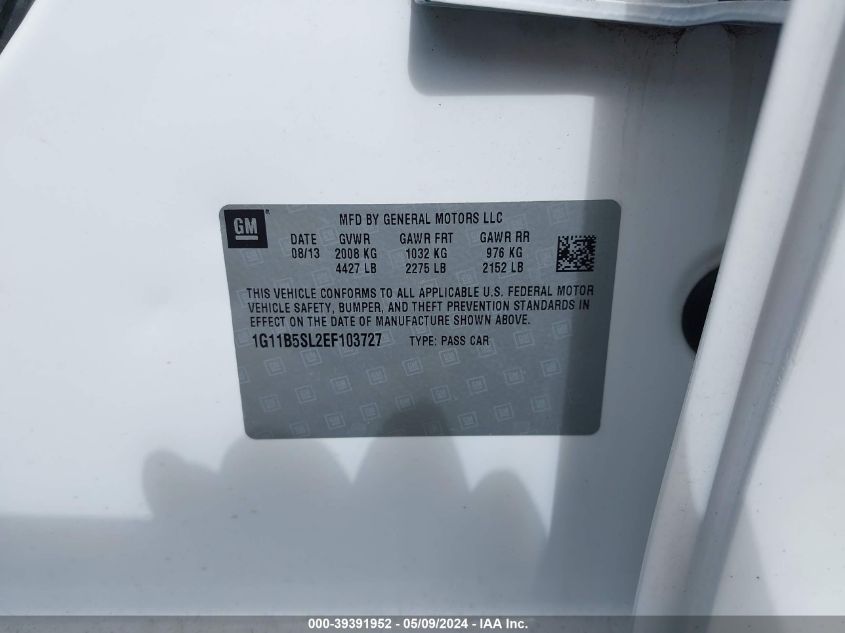 GM
MFD BY GENERAL MOTORS LLC
DATE GVWR GAWR FRT GAWR RR
08/13 2008 KG 1032 KG 976 KG
4427 LB 2275 LB 2152 LB
THIS VEHICLE CONFORMS TO ALL APPLICABLE U.S. FEDERAL MOTOR
VEHICLE SAFETY, BUMPER, AND THEFT PREVENTION STANDARDS IN
EFFECT ON THE DATE OF MANUFACTURE SHOWN ABOVE.
1G11B5SL2EF103727 TYPE: PASS CAR
000-39391952 - 05/09/2024 - IAA Inc.